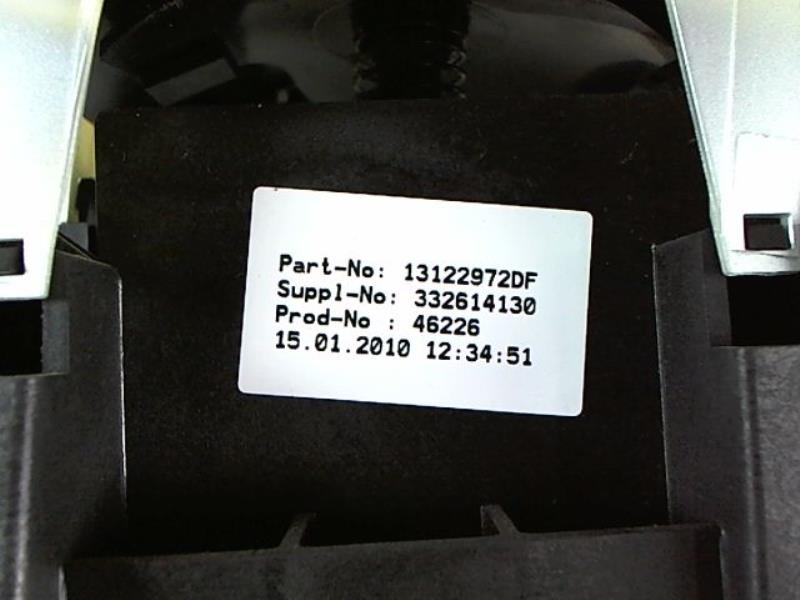 Part-No: 13122972DF
Suppl-No: 332614130
Prod-No : 46226
15.01.2010 12:34:51